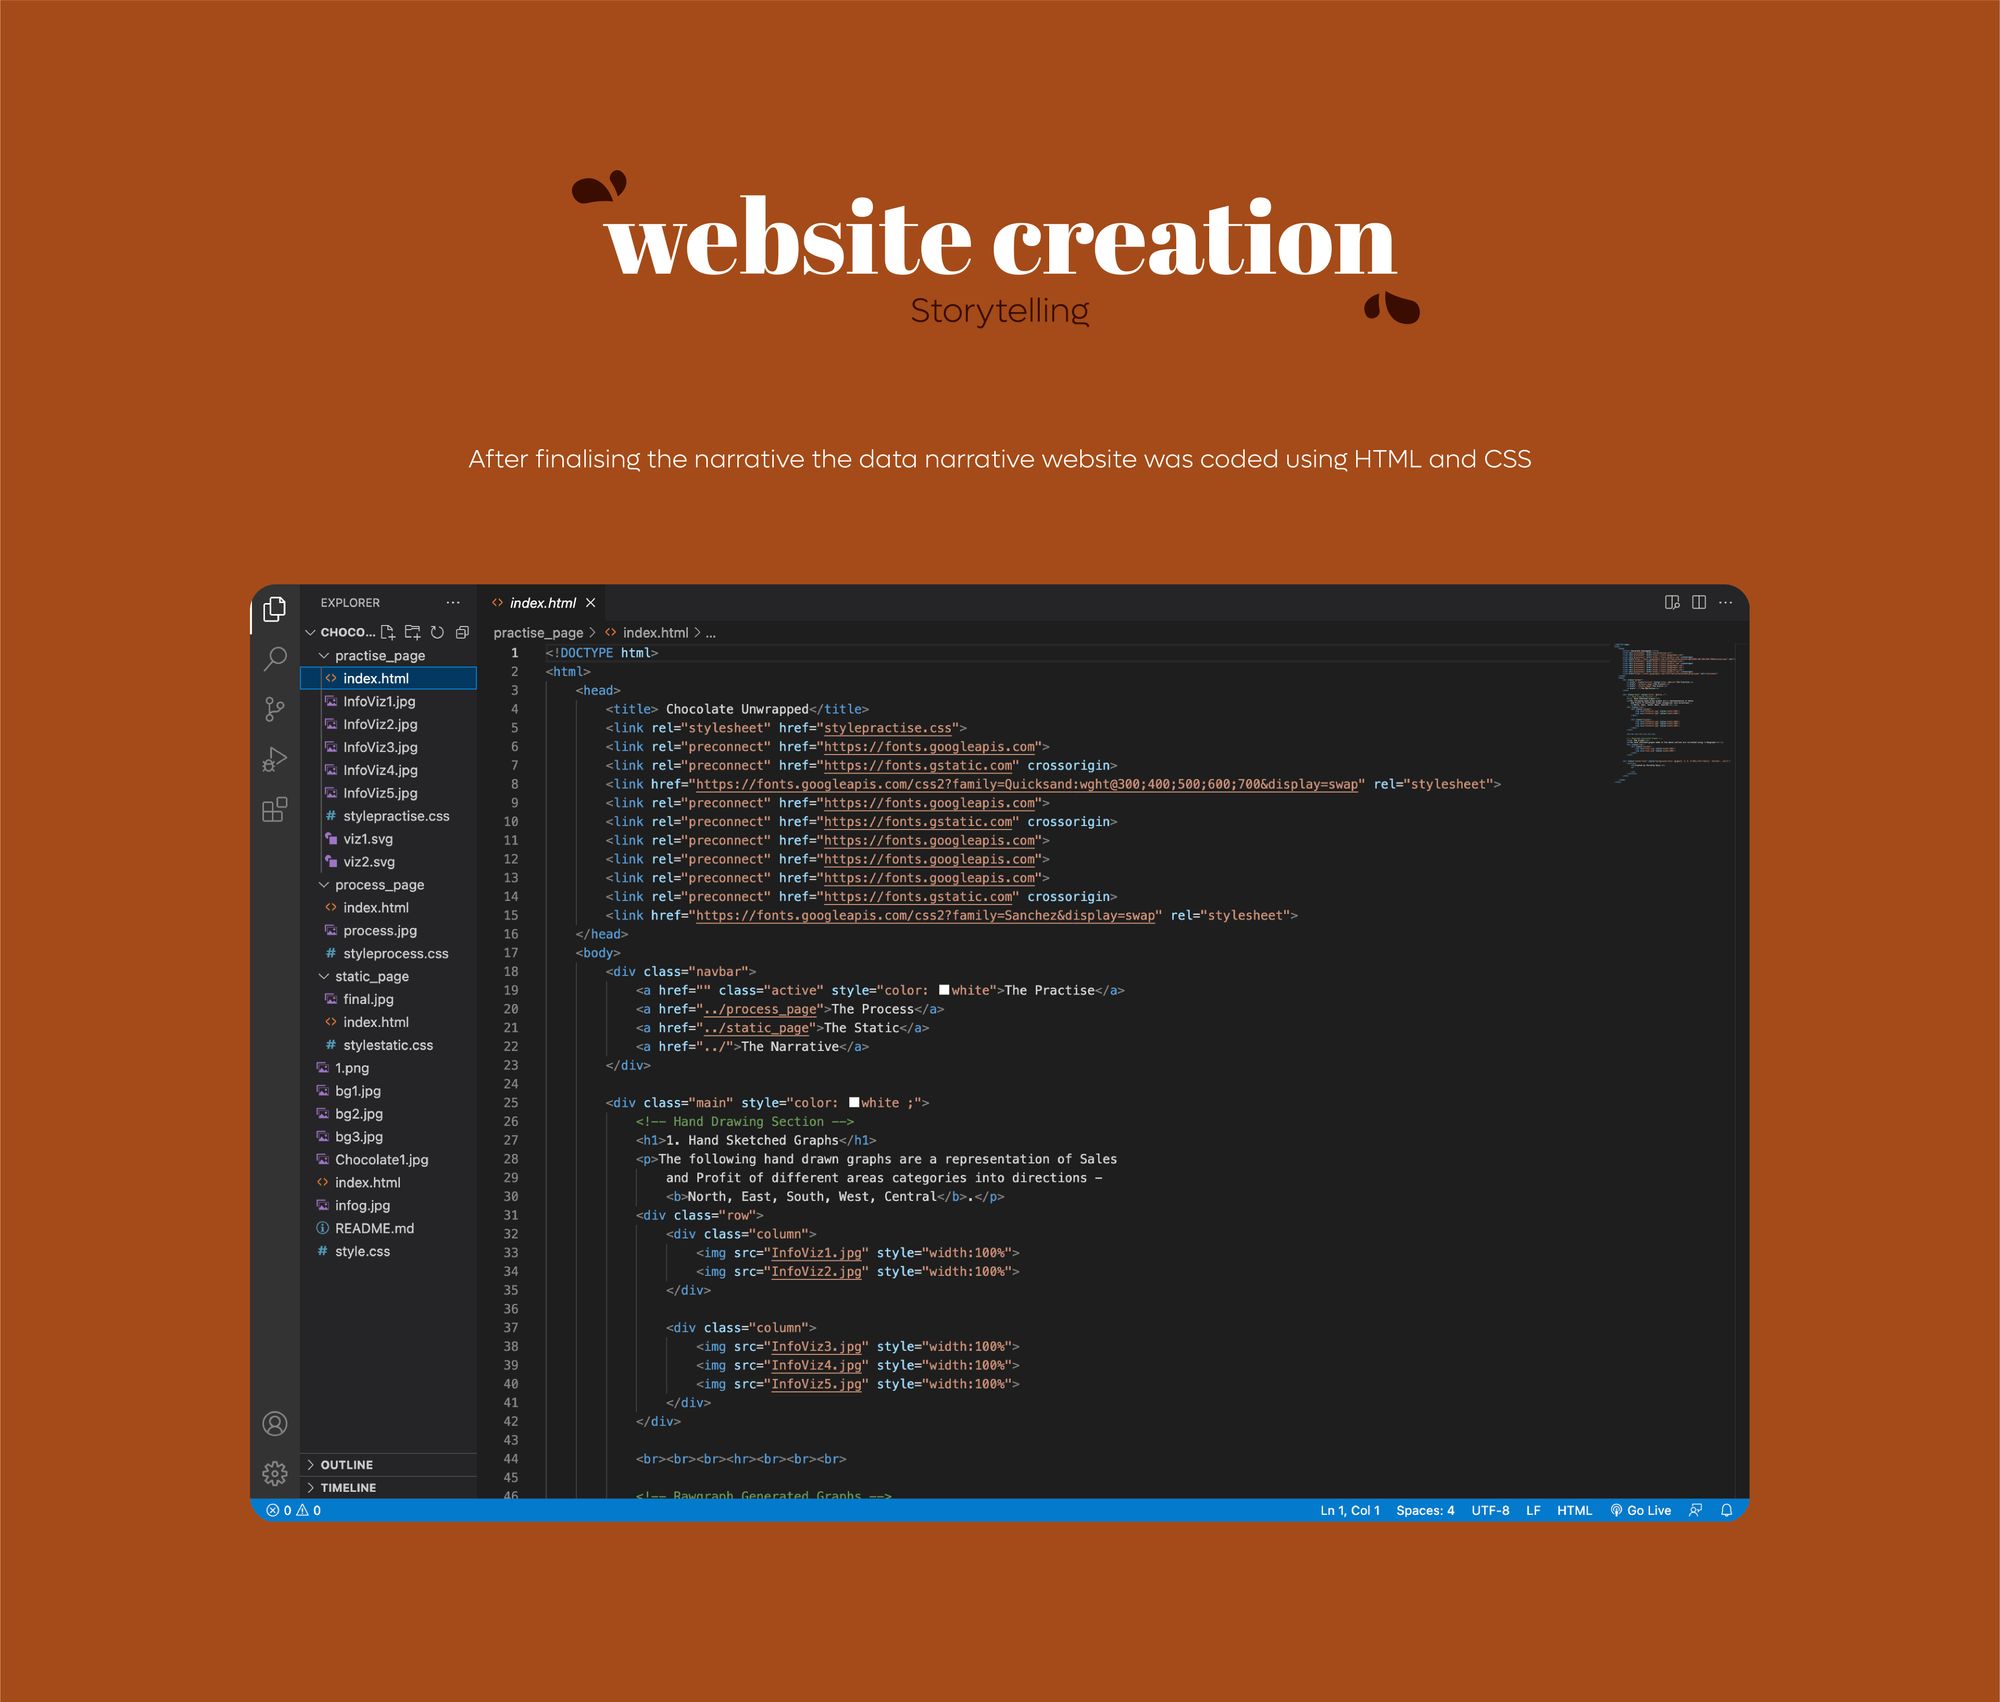 website creation
Storytelling
After finalising the narrative the data narrative website was coded using HTML and CSS
EXPLORER
CHOCO...
practise_page
index.html
InfoViz1.jpg
InfoViz2.jpg
InfoViz3.jpg
InfoViz4.jpg
InfoViz5.jpg
stylepractise.css
viz1.svg
viz2.svg
process_page
index.html
process.jpg
styleprocess.css
static_page
final.jpg
index.html
stylestatic.css
1.png
bg1.jpg
bg2.jpg
bg3.jpg
Chocolate1.jpg
index.html
infog.jpg
README.md
style.css
OUTLINE
TIMELINE
index.html
practise_page > index.html > ...
1 <!DOCTYPE html>
2 <html>
3 <head>
4 <title> Chocolate Unwrapped</title>
5 <link rel="stylesheet" href="stylepractise.css">
6 <link rel="preconnect" href="https://fonts.googleapis.com">
7 <link rel="preconnect" href="https://fonts.gstatic.com" crossorigin>
8 <link href="https://fonts.googleapis.com/css2?family=Quicksand:wght@300;400;500;600;700&display=swap" rel="stylesheet">
9 <link rel="preconnect" href="https://fonts.googleapis.com">
10 <link rel="preconnect" href="https://fonts.gstatic.com" crossorigin>
11 <link rel="preconnect" href="https://fonts.googleapis.com">
12 <link rel="preconnect" href="https://fonts.googleapis.com">
13 <link rel="preconnect" href="https://fonts.googleapis.com">
14 <link rel="preconnect" href="https://fonts.gstatic.com" crossorigin>
15 <link href="https://fonts.googleapis.com/css2?family=Sanchez&display=swap" rel="stylesheet">
16 </head>
17 <body>
18 <div class="navbar">
19 <a href="" class="active" style="color: white">The Practise</a>
20 <a href="../process_page">The Process</a>
21 <a href="../static_page">The Static</a>
22 <a href="../">The Narrative</a>
23 </div>
24
25 <div class="main" style="color: white ;">
26 <!-- Hand Drawing Section -->
27 <h1>1. Hand Sketched Graphs</h1>
28 <p>The following hand drawn graphs are a representation of Sales
29 and Profit of different areas categories into directions -
30 <b>North, East, South, West, Central</b>.</p>
31 <div class="row">
32 <div class="column">
33 <img src="InfoViz1.jpg" style="width:100%">
34 <img src="InfoViz2.jpg" style="width:100%">
35 </div>
36
37 <div class="column">
38 <img src="InfoViz3.jpg" style="width:100%">
39 <img src="InfoViz4.jpg" style="width:100%">
40 <img src="InfoViz5.jpg" style="width:100%">
41 </div>
42 </div>
43
44 <br><br><br><hr><br><br><br>
45
46 <!-- Rawgraph Generated Graphs -->
0 0
Ln 1, Col 1 Spaces: 4 UTF-8 LF HTML Go Live